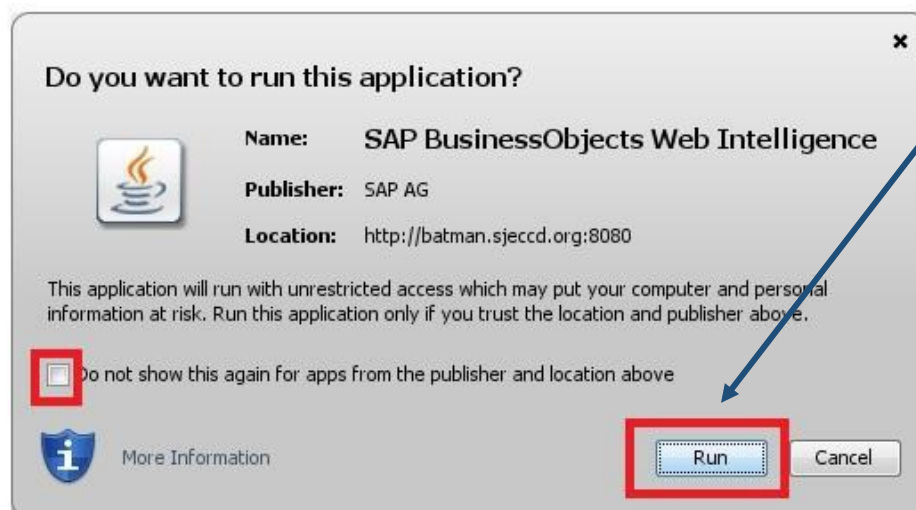 Do you want to run this application?
Name: SAP BusinessObjects Web Intelligence
Publisher: SAP AG
Location: http://batman.sjeccd.org:8080
This application will run with unrestricted access which may put your computer and personal
information at risk. Run this application only if you trust the location and publisher above.
Do not show this again for apps from the publisher and location above
More Information
Run Cancel